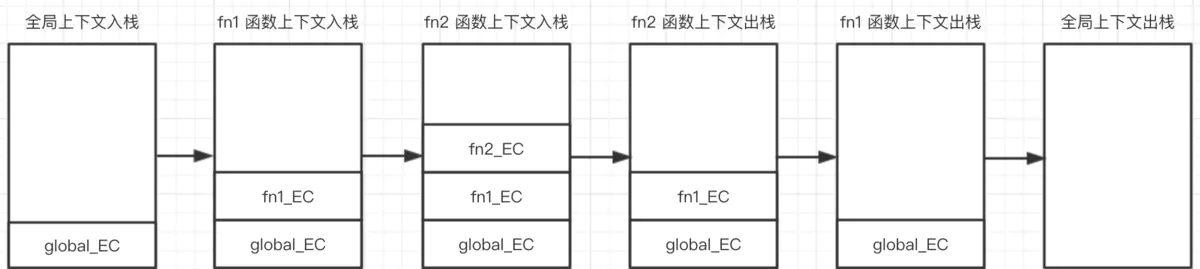 全局上下文入栈
fn1 函数上下文入栈
fn2 函数上下文入栈
fn2 函数上下文出栈
fn1 函数上下文出栈
全局上下文出栈
fn2_EC
fn1_EC
fn1_EC
fn1_EC
global_EC
global_EC
global_EC
global_EC
global_EC